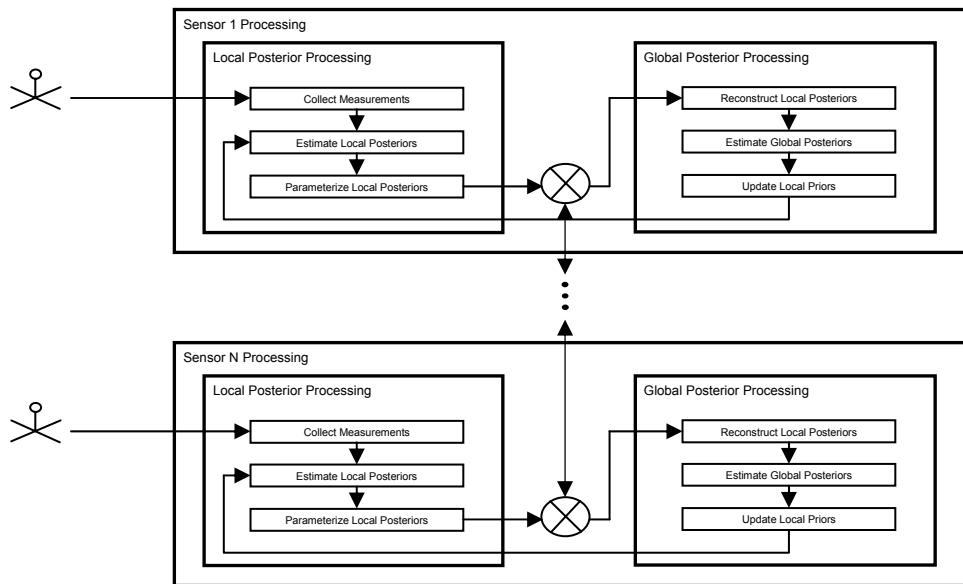 Sensor 1 Processing
Local Posterior Processing
Collect Measurements
Estimate Local Posteriors
Parameterize Local Posteriors
Global Posterior Processing
Reconstruct Local Posteriors
Estimate Global Posteriors
Update Local Priors
Sensor N Processing
Local Posterior Processing
Collect Measurements
Estimate Local Posteriors
Parameterize Local Posteriors
Global Posterior Processing
Reconstruct Local Posteriors
Estimate Global Posteriors
Update Local Priors